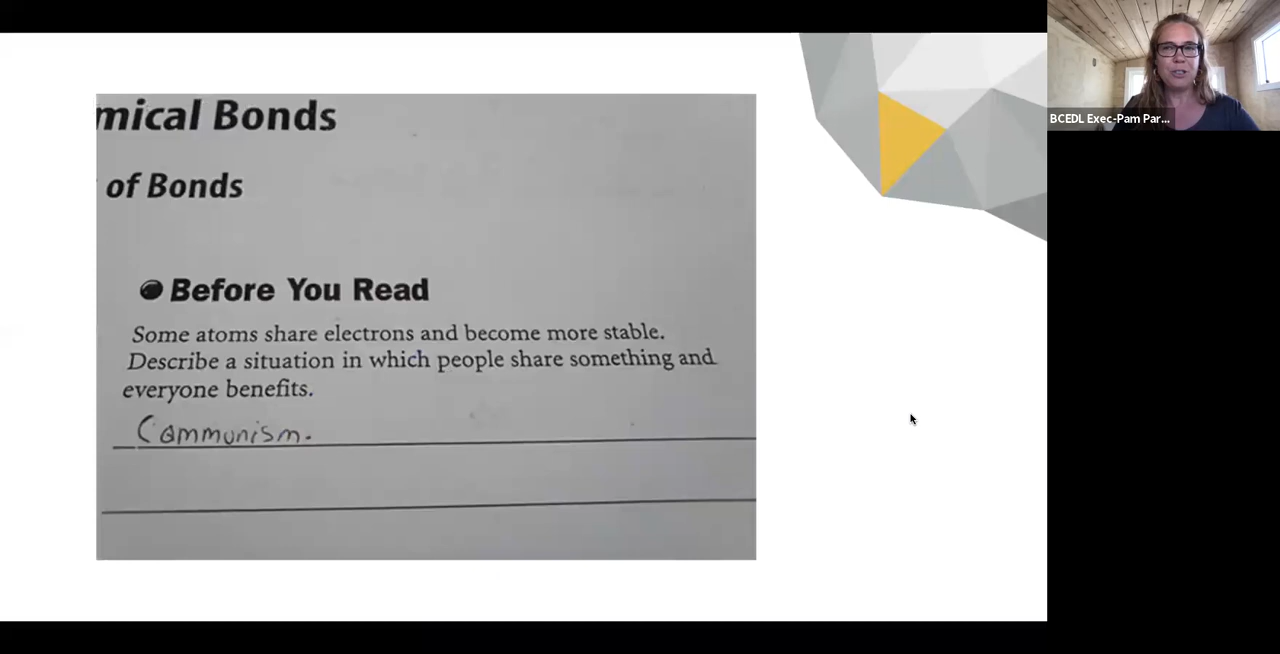 mical Bonds
of Bonds
Before You Read
Some atoms share electrons and become more stable.
Describe a situation in which people share something and
everyone benefits.
Communism.
BCEDL Exec-Pam Par...